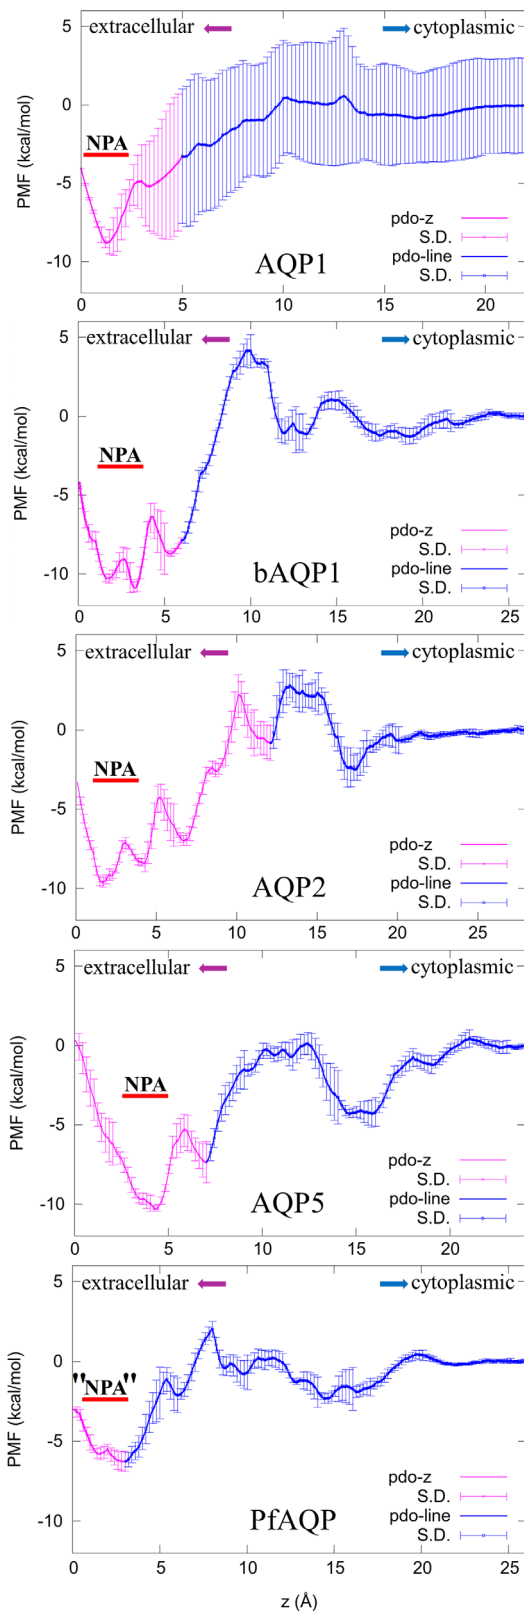 extracellular cytoplasmic
5
0
-5
-10
PMF (kcal/mol)
NPA
pdo-z
S.D.
pdo-line
S.D.
AQP1
0 5 10 15 20
extracellular cytoplasmic
5
0
-5
-10
PMF (kcal/mol)
NPA
pdo-z
S.D.
pdo-line
S.D.
bAQP1
0 5 10 15 20 25
extracellular cytoplasmic
5
0
-5
-10
PMF (kcal/mol)
NPA
pdo-z
S.D.
pdo-line
S.D.
AQP2
0 5 10 15 20 25
extracellular cytoplasmic
5
0
-5
-10
PMF (kcal/mol)
NPA
pdo-z
S.D.
pdo-line
S.D.
AQP5
0 5 10 15 20
extracellular cytoplasmic
5
0
-5
-10
PMF (kcal/mol)
"NPA"
pdo-z
S.D.
pdo-line
S.D.
PfAQP
0 5 10 15 20 25
z (Å)